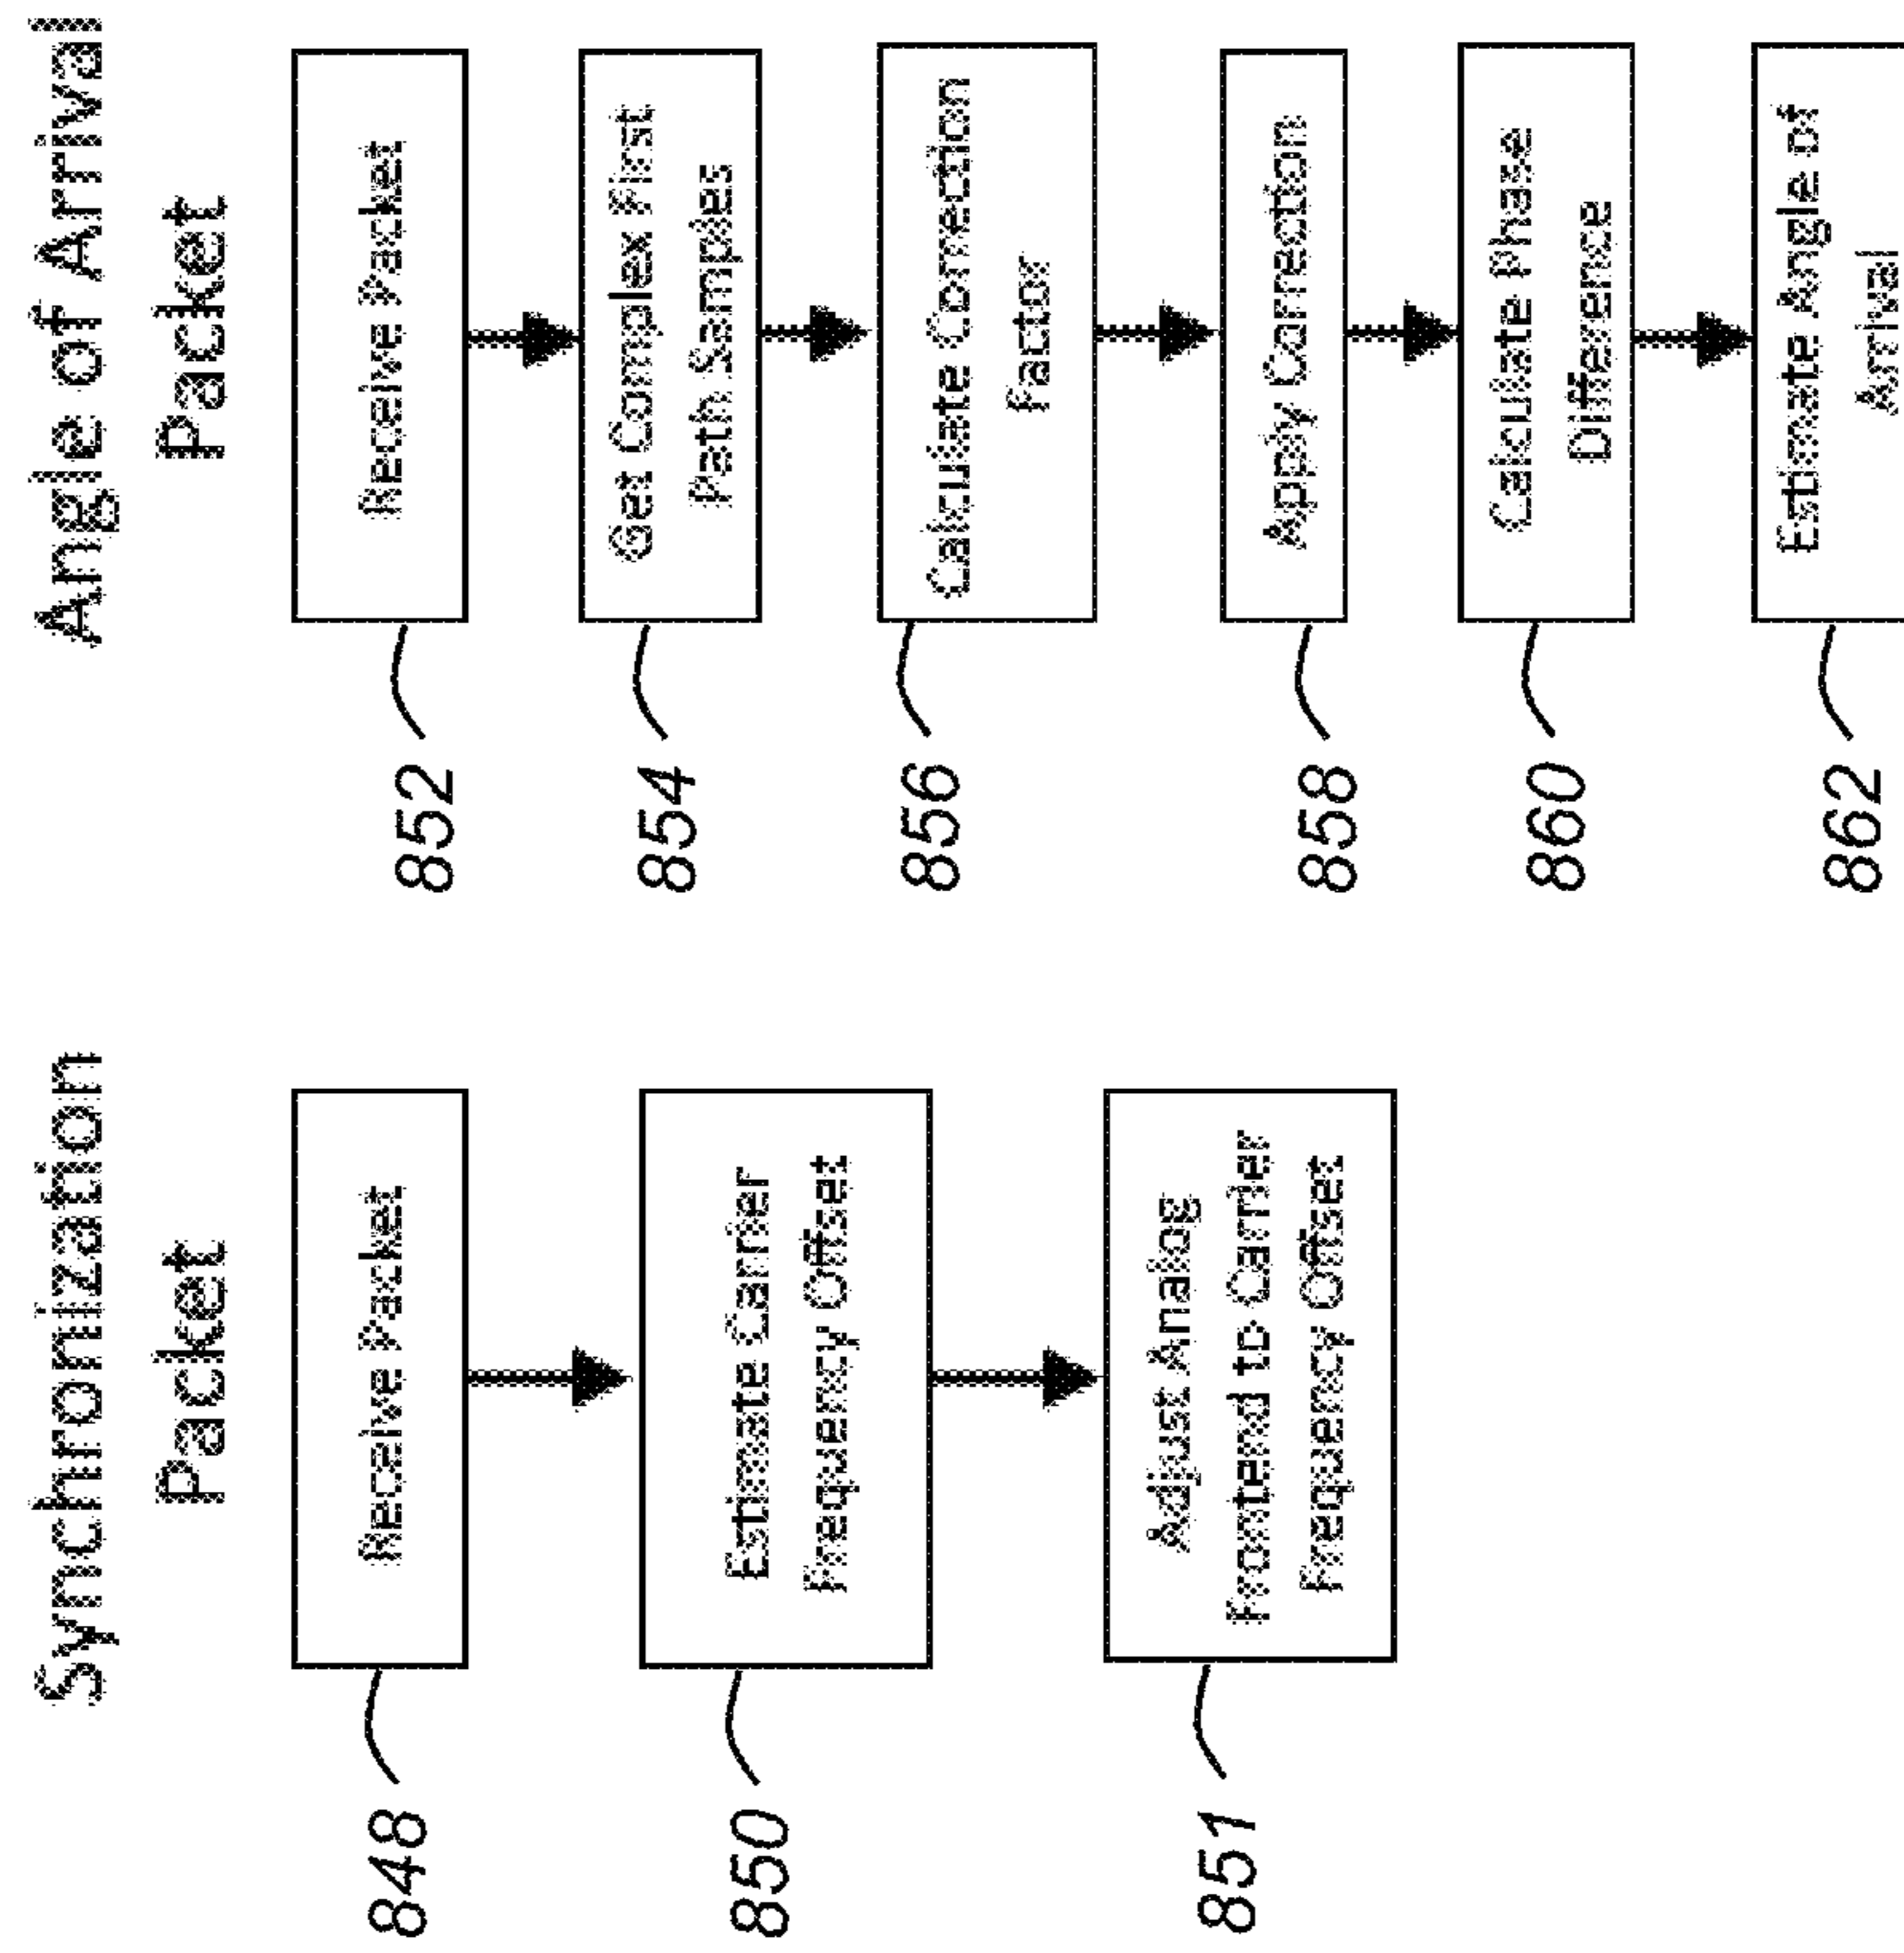 Synchronization
Packet
848
Receive Packet
850
Estimate Carrier
Frequency Offset
851
Adjust Analog
Frontend to Carrier
Frequency Offset
Angle of Arrival
Packet
852
Receive Packet
854
Get Complex First
Path Samples
856
Calculate Correction
Factor
858
Apply Correction
860
Calculate Phase
Difference
862
Estimate Angle of
Arrival